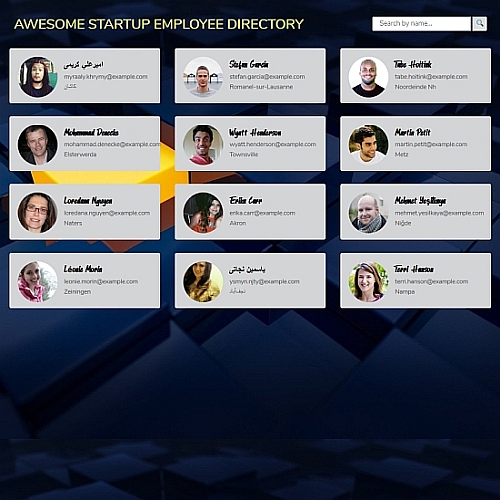 AWESOME STARTUP EMPLOYEE DIRECTORY
Search by name...
امیرعلی کریمی
myraaly.khrymy@example.com
کاشان
Stefan Garcia
stefan.garcia@example.com
Romanel-sur-Lausanne
Tabe Hoitink
tabe.hoitink@example.com
Noordeinde Nh
Mohammad Denecke
mohammad.denecke@example.com
Elsterwerda
Wyatt Henderson
wyatt.henderson@example.com
Townsville
Martin Petit
martin.petit@example.com
Metz
Loredana Nguyen
loredana.nguyen@example.com
Naters
Erika Carr
erika.carr@example.com
Akron
Mehmet Yeşilkaya
mehmet.yesilkaya@example.com
Niğde
Léonie Morin
leonie.morin@example.com
Zeiningen
یاسمین نجاتی
ysmyn.njty@example.com
نجف‌آباد
Terri Hanson
terri.hanson@example.com
Nampa